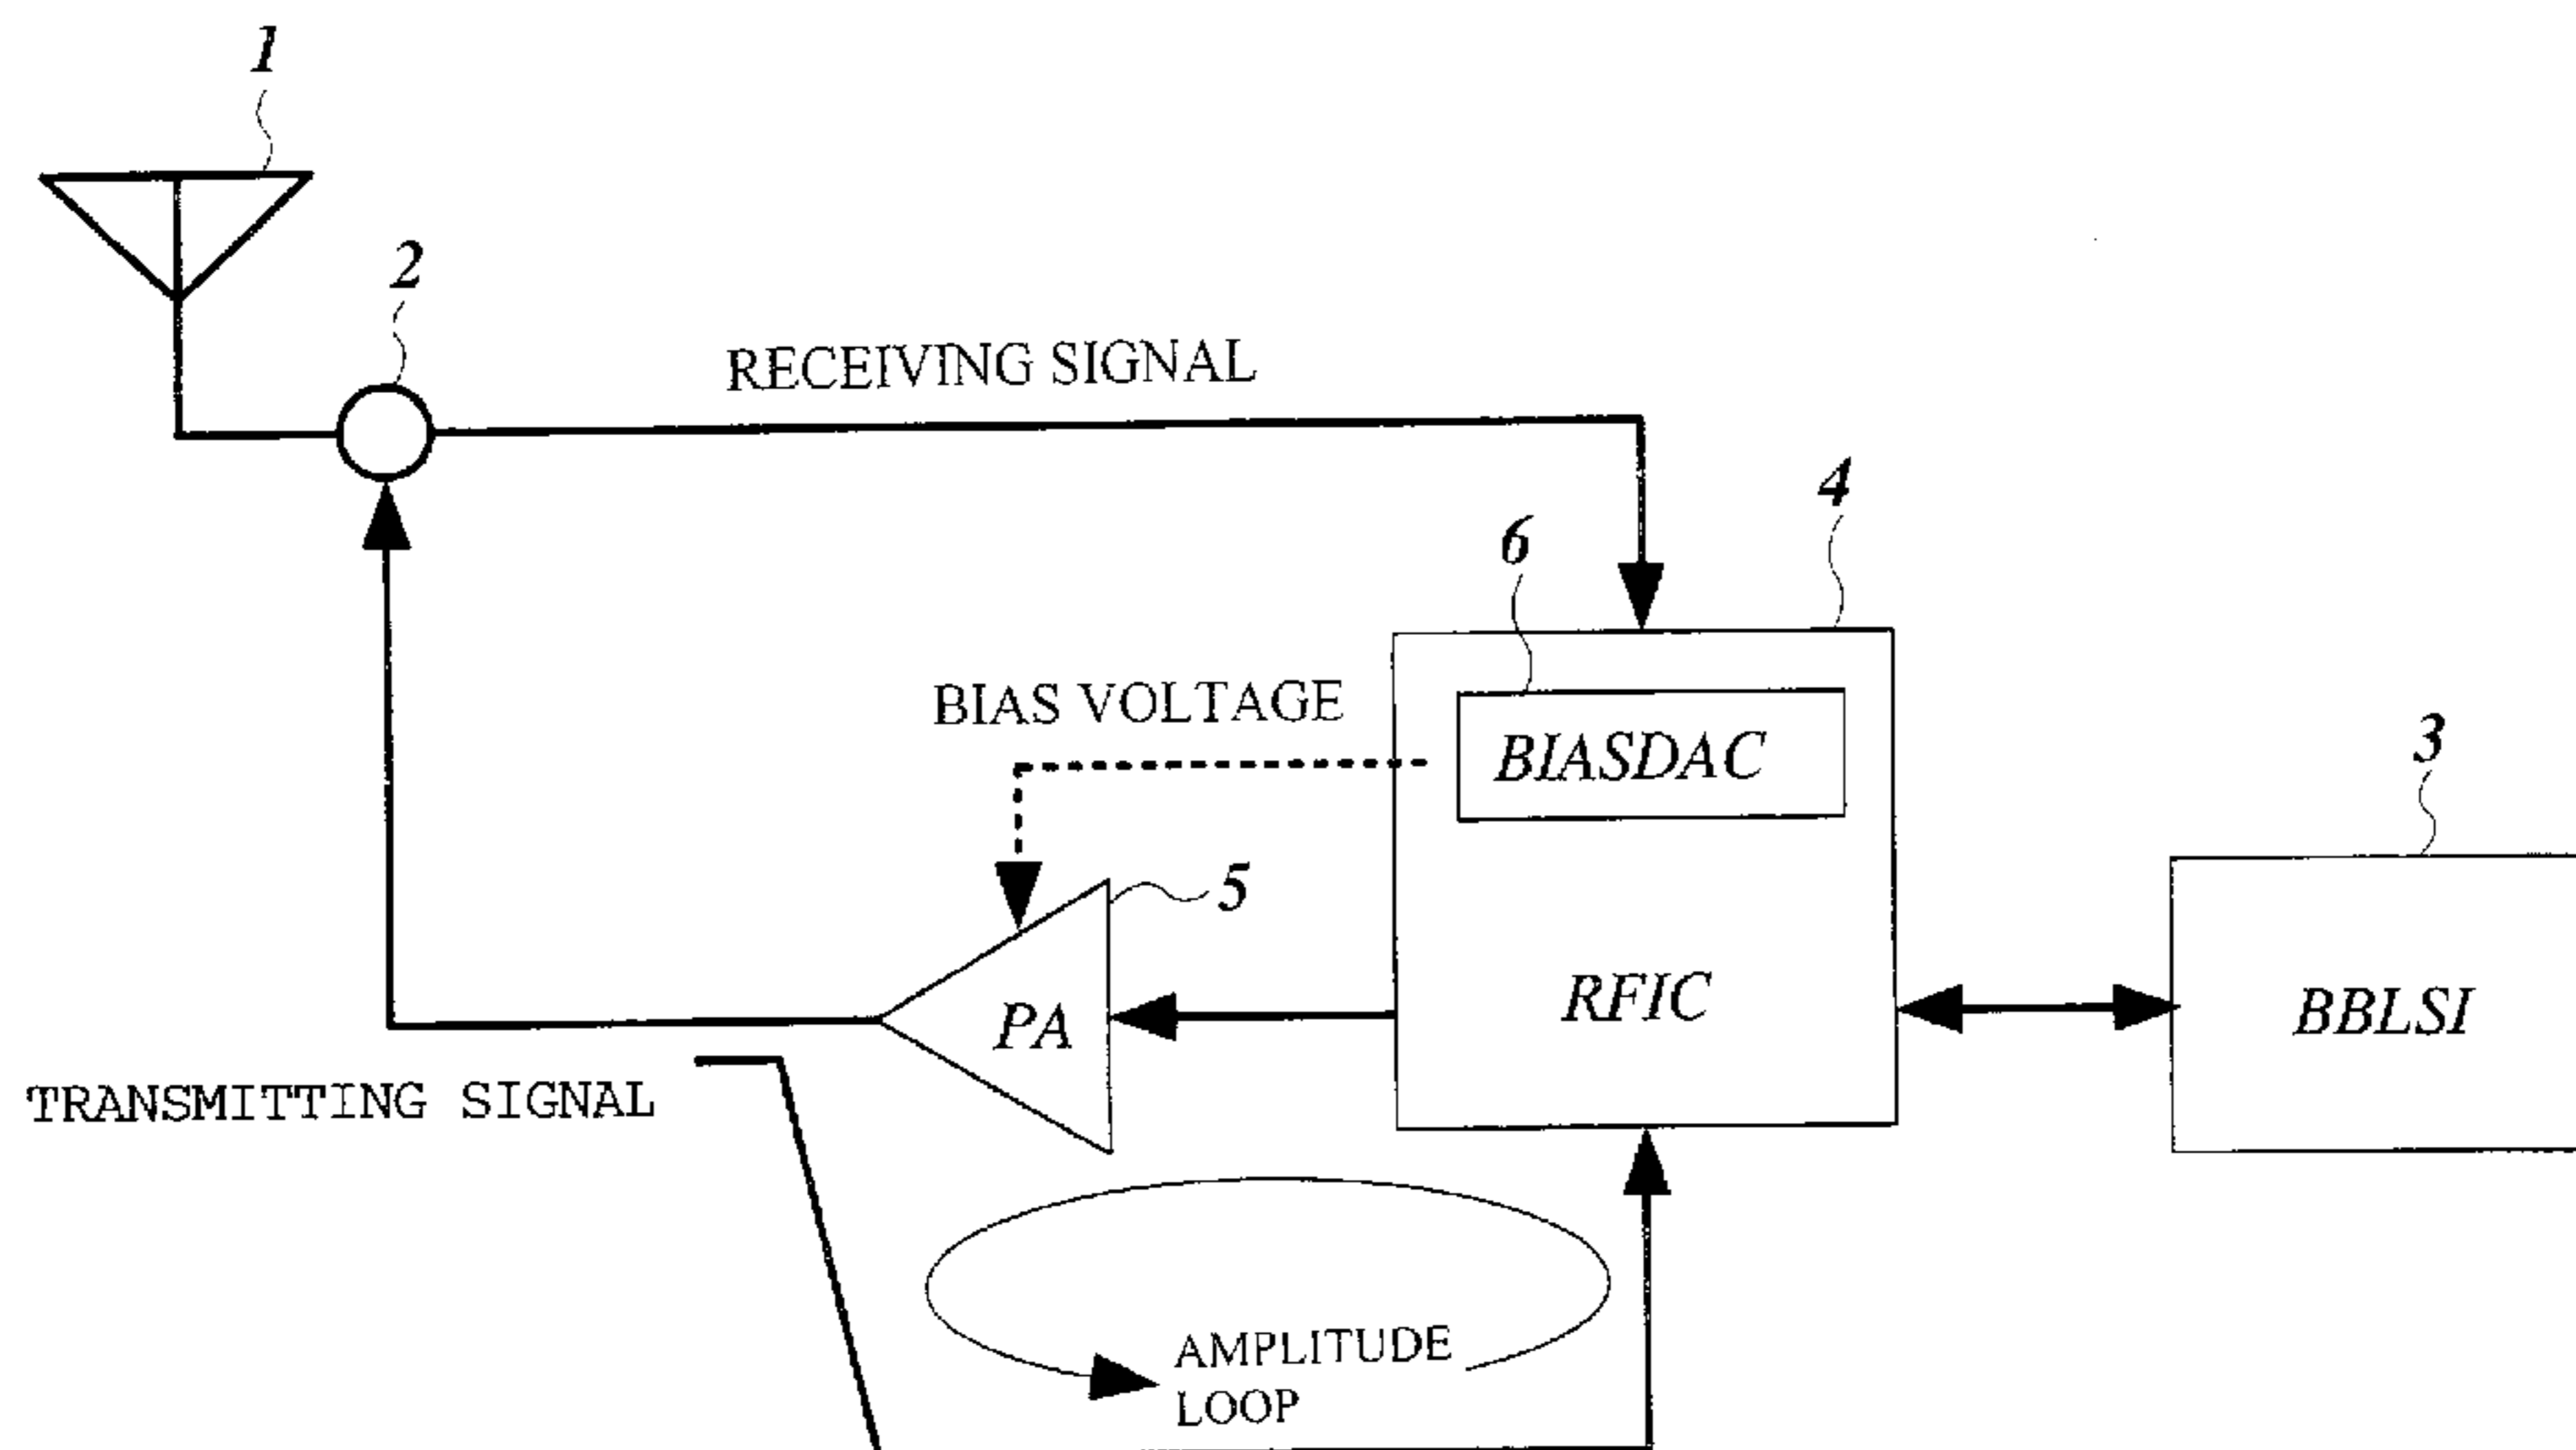 1
2
RECEIVING SIGNAL
4
6
BIAS VOLTAGE
BIASDAC
3
5
PA
RFIC
BBLSI
TRANSMITTING SIGNAL
AMPLITUDE
LOOP